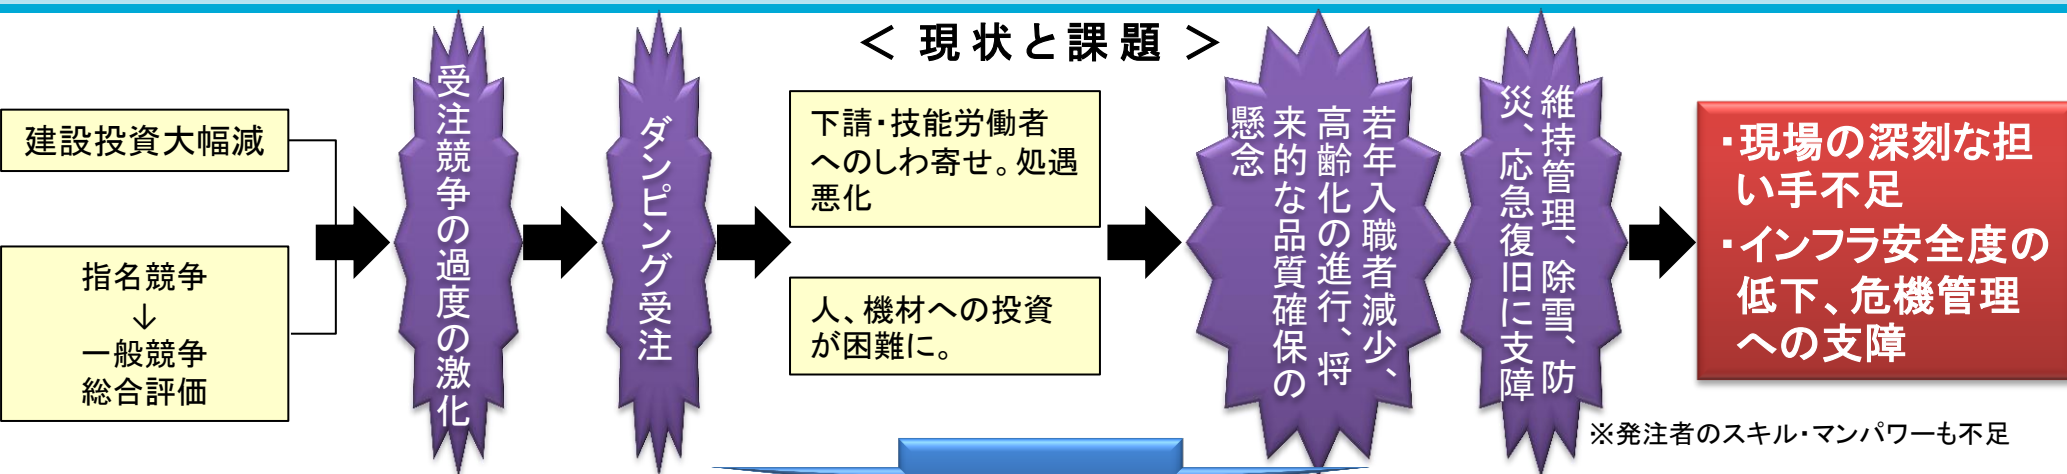 ＜ 現 状 と 課 題 ＞
建設投資大幅減
指名競争
↓
一般競争
総合評価
受注競争の過度の激化
ダンピング受注
下請・技能労働者
へのしわ寄せ。処遇
悪化
人、機材への投資
が困難に。
若年入職者減少、
高齢化の進行、将
来的な品質確保の
懸念
維持管理、除雪、防
災、応急復旧に支障
・現場の深刻な担
い手不足
・インフラ安全度の
低下、危機管理
への支障
※発注者のスキル・マンパワーも不足